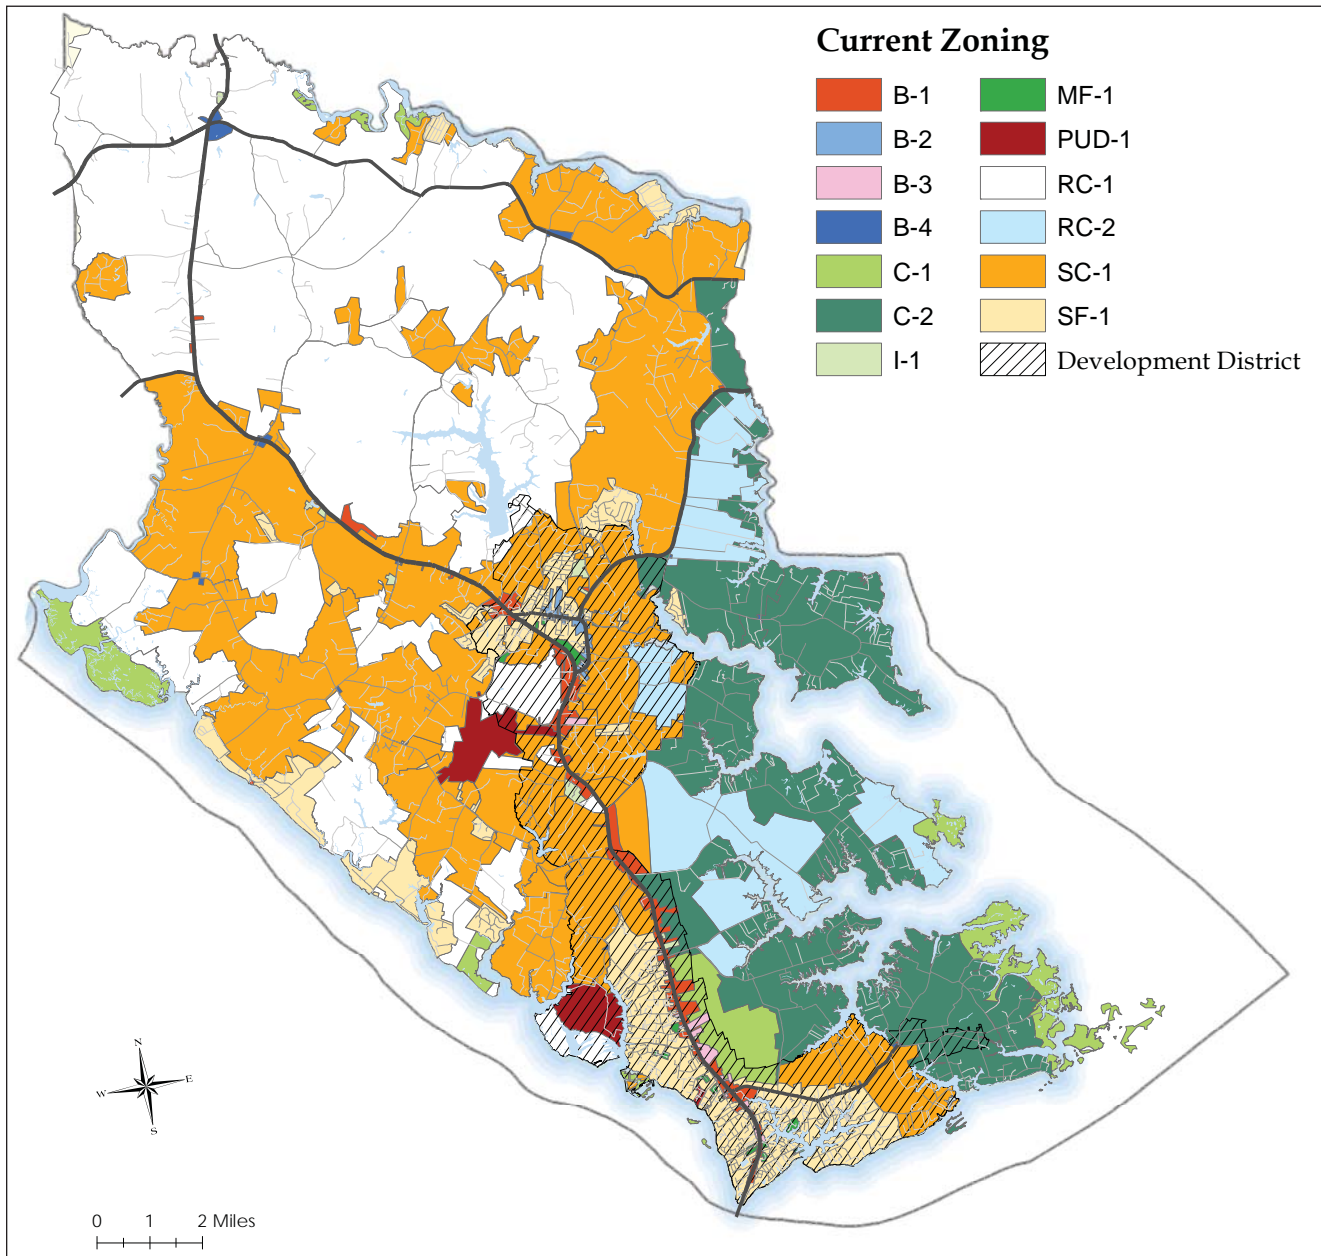 Current Zoning
B-1
MF-1
B-2
PUD-1
B-3
RC-1
B-4
RC-2
C-1
SC-1
C-2
SF-1
I-1
Development District
N
W
E
S
0 1 2 Miles